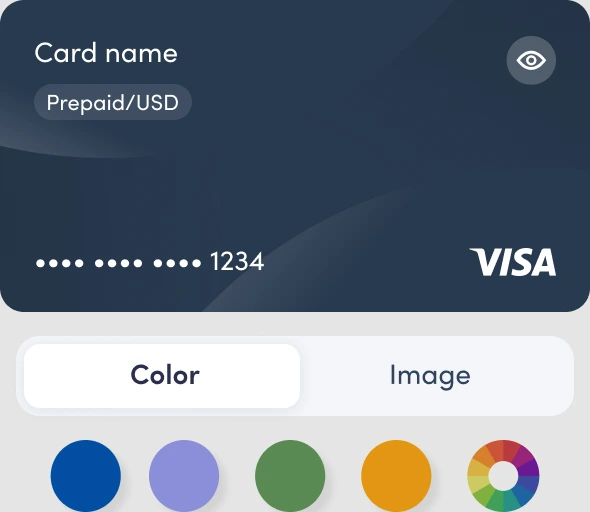 Card name
Prepaid/USD
•••• •••• •••• 1234
VISA
Color
Image